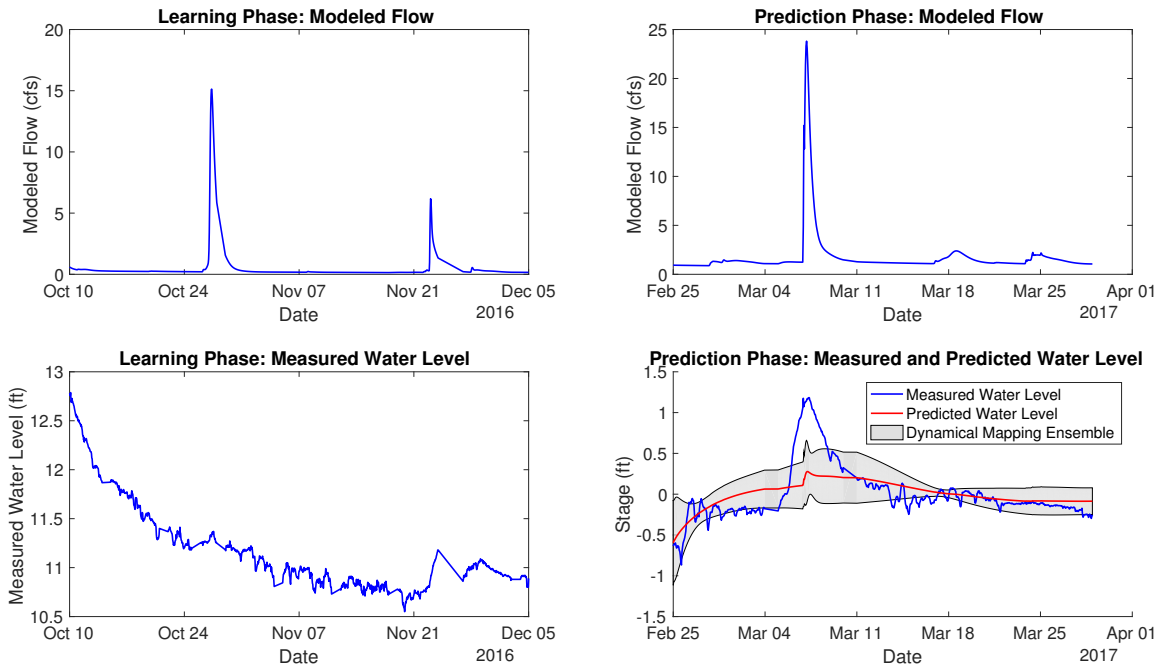 Learning Phase: Modeled Flow
Modeled Flow (cfs)
20
15
10
5
0
Oct 10
Oct 24
Nov 07
Nov 21
Dec 05
Date
2016
Prediction Phase: Modeled Flow
Modeled Flow (cfs)
25
20
15
10
5
0
Feb 25
Mar 04
Mar 11
Mar 18
Mar 25
Apr 01
Date
2017
Learning Phase: Measured Water Level
Measured Water Level (ft)
13
12.5
12
11.5
11
10.5
Oct 10
Oct 24
Nov 07
Nov 21
Dec 05
Date
2016
Prediction Phase: Measured and Predicted Water Level
Stage (ft)
1.5
1
0.5
0
-0.5
-1
-1.5
Measured Water Level
Predicted Water Level
Dynamical Mapping Ensemble
Feb 25
Mar 04
Mar 11
Mar 18
Mar 25
Apr 01
Date
2017